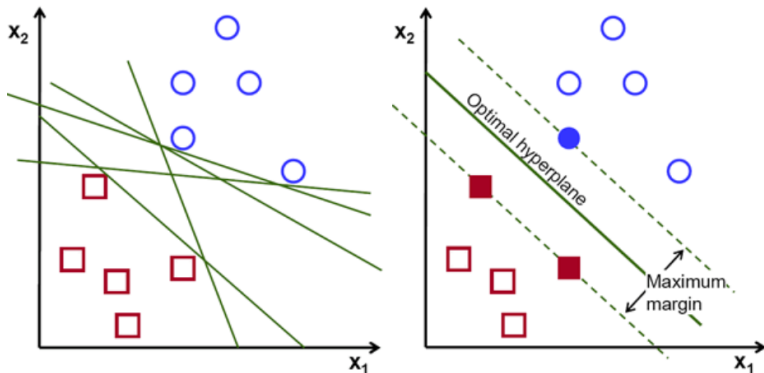 x₂
x₁
x₂
Optimal hyperplane
Maximum
margin
x₁